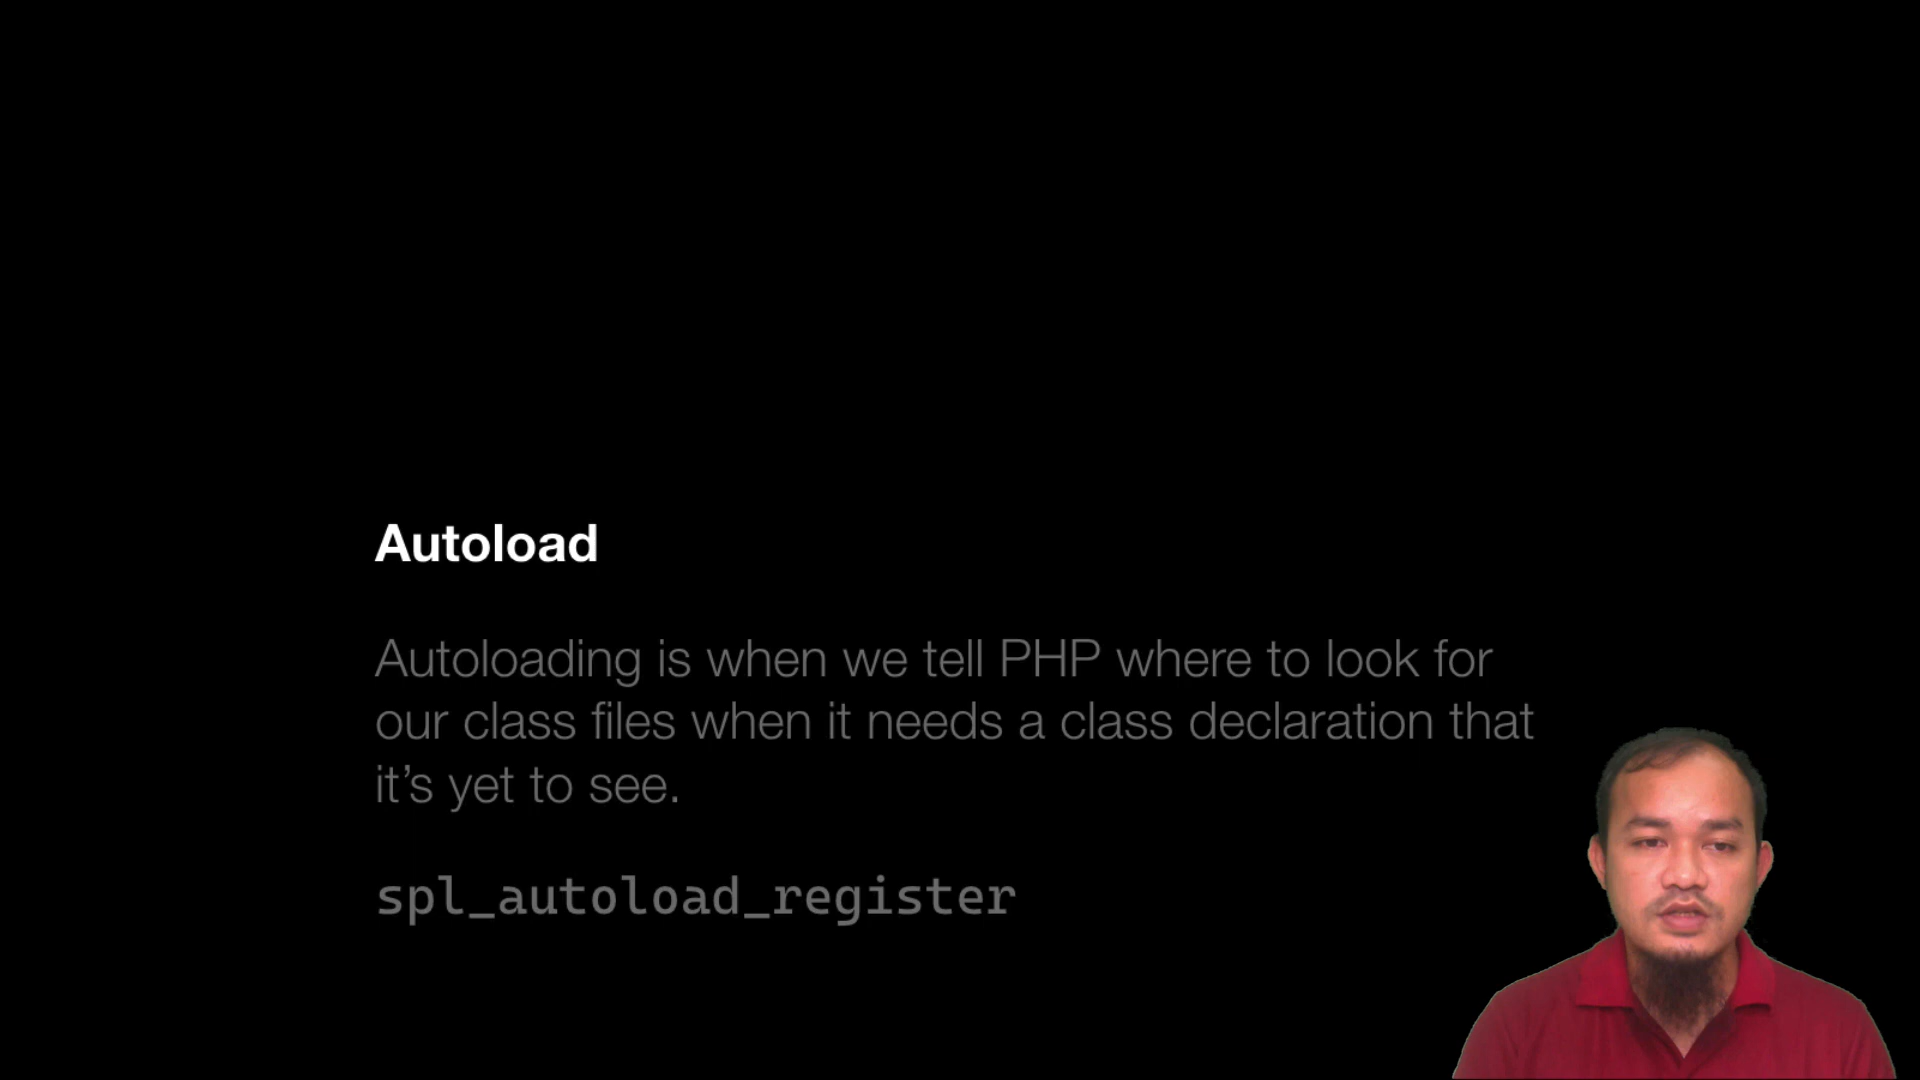 Autoload
Autoloading is when we tell PHP where to look for
our class files when it needs a class declaration that
it’s yet to see.
spl_autoload_register